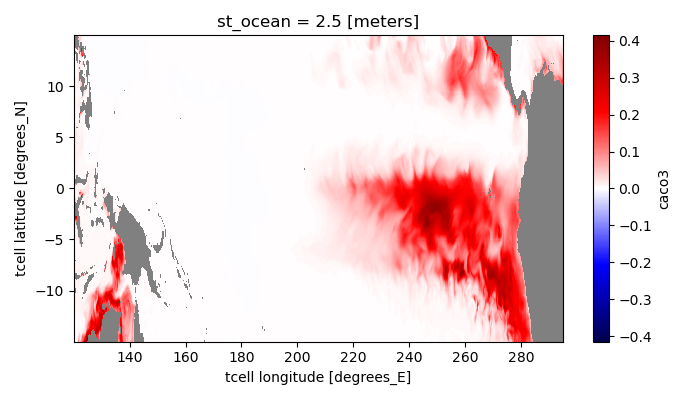 st_ocean = 2.5 [meters]
10
5
0
−5
−10
tcell latitude [degrees_N]
140 160 180 200 220 240 260 280
tcell longitude [degrees_E]
0.4
0.3
0.2
0.1
0.0
−0.1
−0.2
−0.3
−0.4
caco3